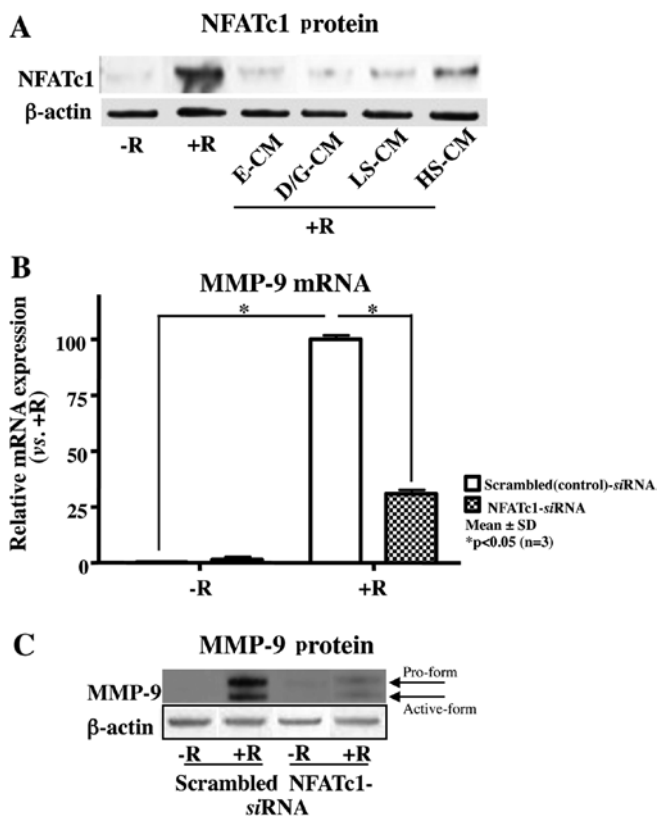 A
NFATc1 protein
NFATc1
β-actin
-R +R E-CM D/G-CM LS-CM HS-CM
+R
B
MMP-9 mRNA
* *
Relative mRNA expression
(vs. +R)
100
75
50
25
0
-R +R
Scrambled(control)-siRNA
NFATc1-siRNA
Mean ± SD
*p<0.05 (n=3)
C
MMP-9 protein
Pro-form
MMP-9
Active-form
β-actin
-R +R -R +R
Scrambled NFATc1-
siRNA